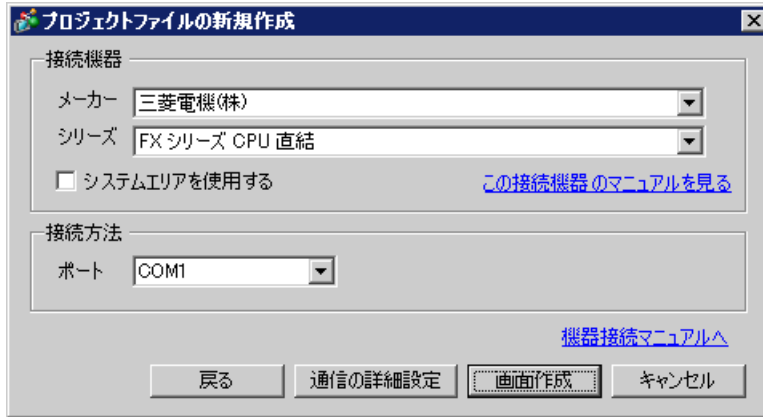 プロジェクトファイルの新規作成
接続機器
メーカー 三菱電機(株)
シリーズ FX シリーズ CPU 直結
システムエリアを使用する この接続機器のマニュアルを見る
接続方法
ポート COM1
機器接続マニュアルへ
戻る 通信の詳細設定 画面作成 キャンセル